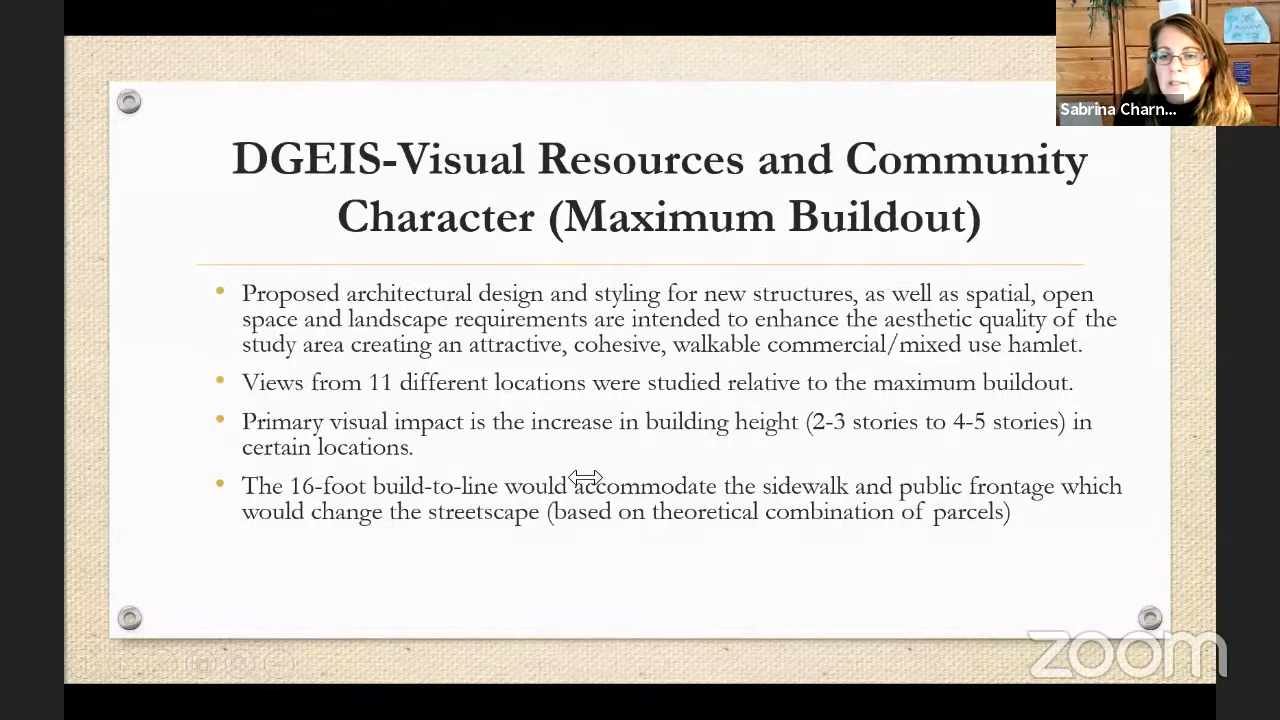 Sabrina Charn...
DGEIS-Visual Resources and Community
Character (Maximum Buildout)
• Proposed architectural design and styling for new structures, as well as spatial, open
space and landscape requirements are intended to enhance the aesthetic quality of the
study area creating an attractive, cohesive, walkable commercial/mixed use hamlet.
• Views from 11 different locations were studied relative to the maximum buildout.
• Primary visual impact is the increase in building height (2-3 stories to 4-5 stories) in
certain locations.
• The 16-foot build-to-line would accommodate the sidewalk and public frontage which
would change the streetscape (based on theoretical combination of parcels)
zoom